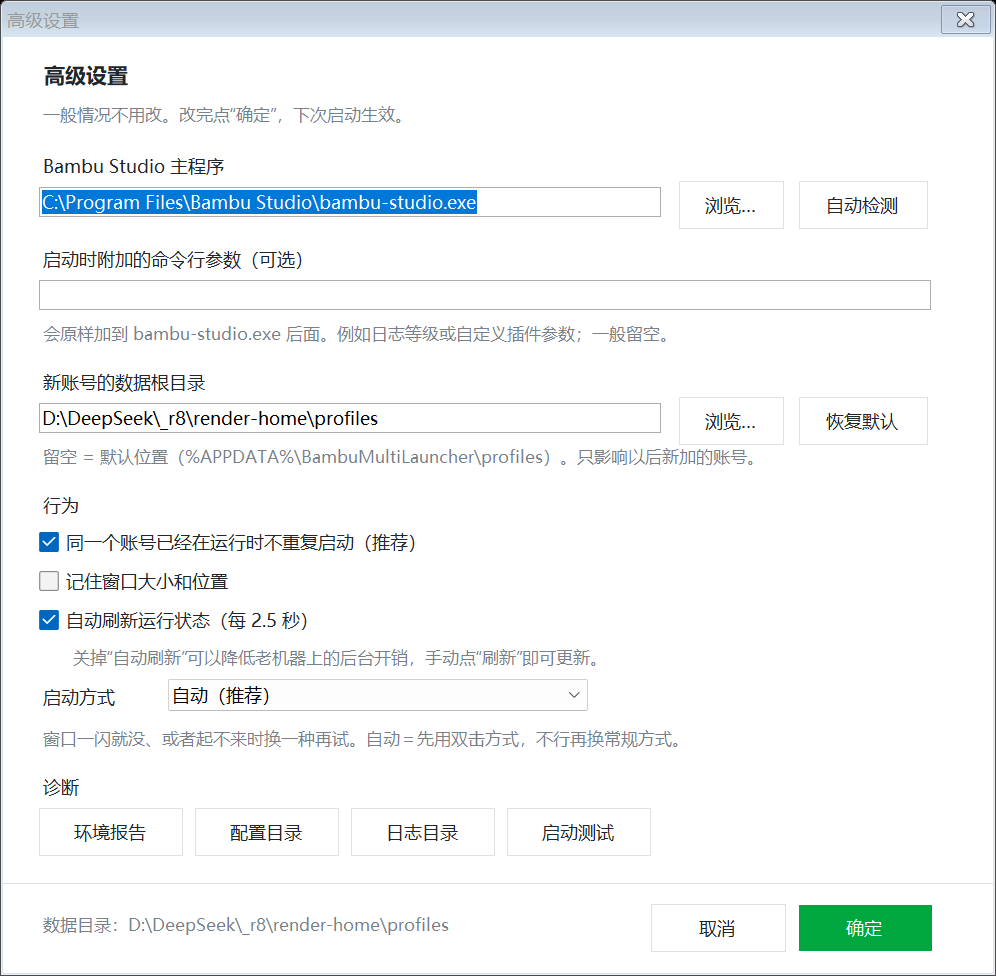 高级设置
高级设置
一般情况不用改。改完点“确定”，下次启动生效。
Bambu Studio 主程序
C:\Program Files\Bambu Studio\bambu-studio.exe
浏览...
自动检测
启动时附加的命令行参数（可选）
会原样加到 bambu-studio.exe 后面。例如日志等级或自定义插件参数；一般留空。
新账号的数据根目录
D:\DeepSeek\_r8\render-home\profiles
浏览...
恢复默认
留空 = 默认位置（%APPDATA%\BambuMultiLauncher\profiles）。只影响以后新加的账号。
行为
同一个账号已经在运行时不重复启动（推荐）
记住窗口大小和位置
自动刷新运行状态（每 2.5 秒）
关掉“自动刷新”可以降低老机器上的后台开销，手动点“刷新”即可更新。
启动方式
自动（推荐）
窗口一闪就没、或者起不来时换一种再试。自动 = 先用双击方式，不行再换常规方式。
诊断
环境报告
配置目录
日志目录
启动测试
数据目录：D:\DeepSeek\_r8\render-home\profiles
取消
确定